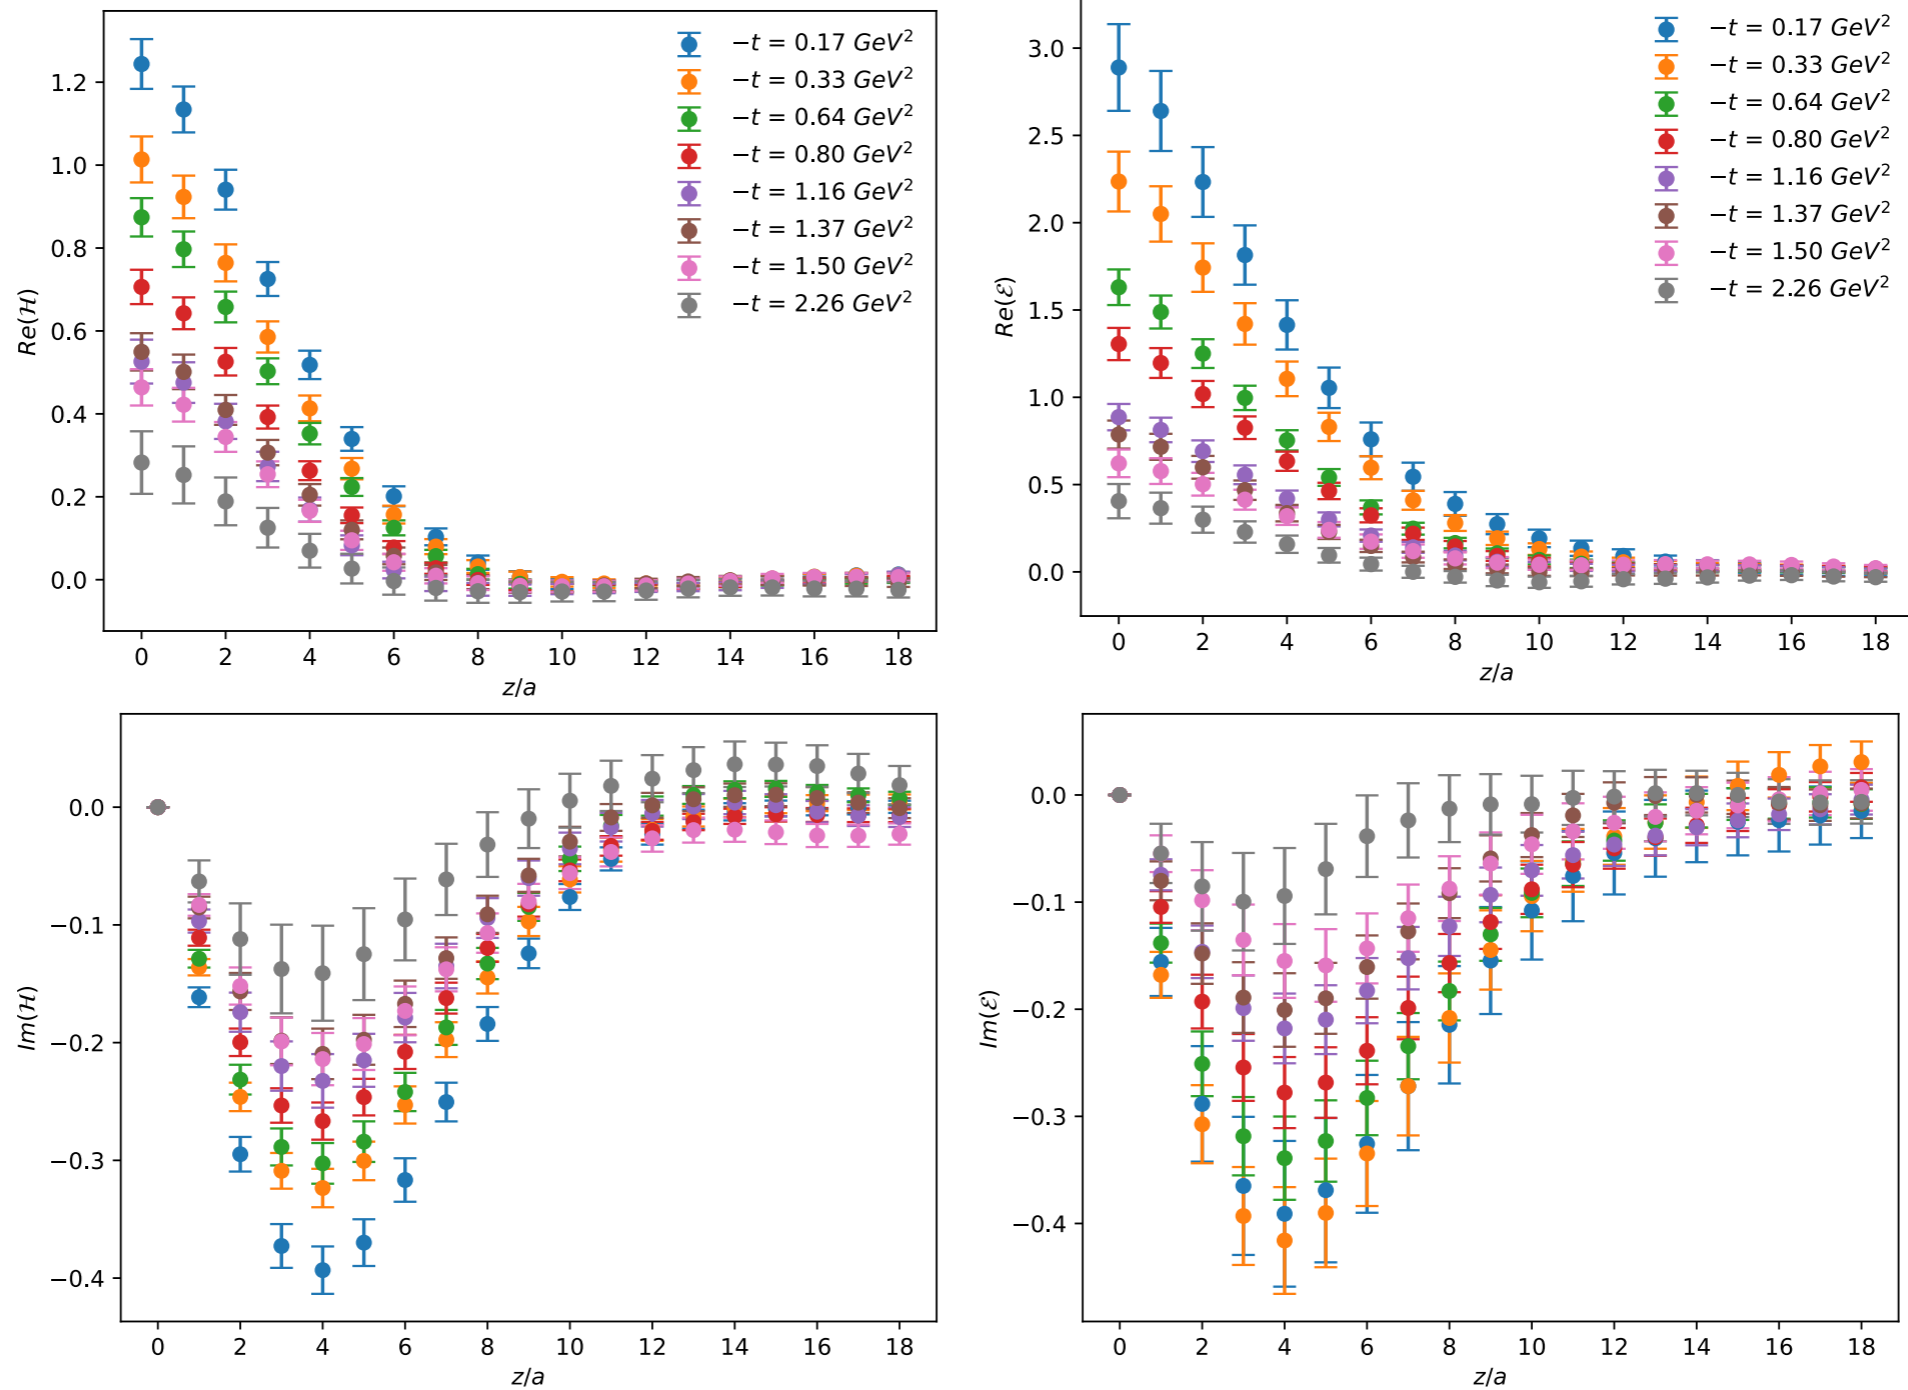 −t = 0.17 GeV²
−t = 0.33 GeV²
−t = 0.64 GeV²
−t = 0.80 GeV²
−t = 1.16 GeV²
−t = 1.37 GeV²
−t = 1.50 GeV²
−t = 2.26 GeV²
1.2
1.0
0.8
0.6
0.4
0.2
0.0
Re(ℋ)
0 2 4 6 8 10 12 14 16 18
z/a
−t = 0.17 GeV²
−t = 0.33 GeV²
−t = 0.64 GeV²
−t = 0.80 GeV²
−t = 1.16 GeV²
−t = 1.37 GeV²
−t = 1.50 GeV²
−t = 2.26 GeV²
3.0
2.5
2.0
1.5
1.0
0.5
0.0
Re(ℰ)
0 2 4 6 8 10 12 14 16 18
z/a
0.0
−0.1
−0.2
−0.3
−0.4
Im(ℋ)
0 2 4 6 8 10 12 14 16 18
z/a
0.0
−0.1
−0.2
−0.3
−0.4
Im(ℰ)
0 2 4 6 8 10 12 14 16 18
z/a